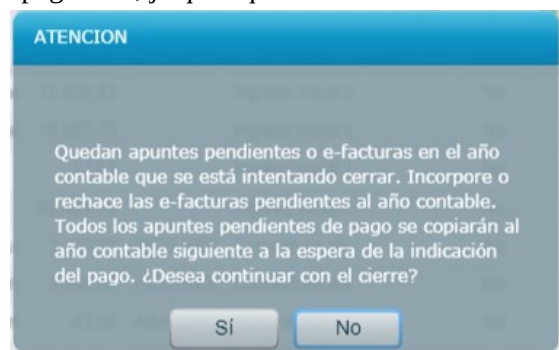 ATENCION
Quedan apuntes pendientes o e-facturas en el año
contable que se está intentando cerrar. Incorpore o
rechace las e-facturas pendientes al año contable.
Todos los apuntes pendientes de pago se copiarán al
año contable siguiente a la espera de la indicación
del pago. ¿Desea continuar con el cierre?
Sí No